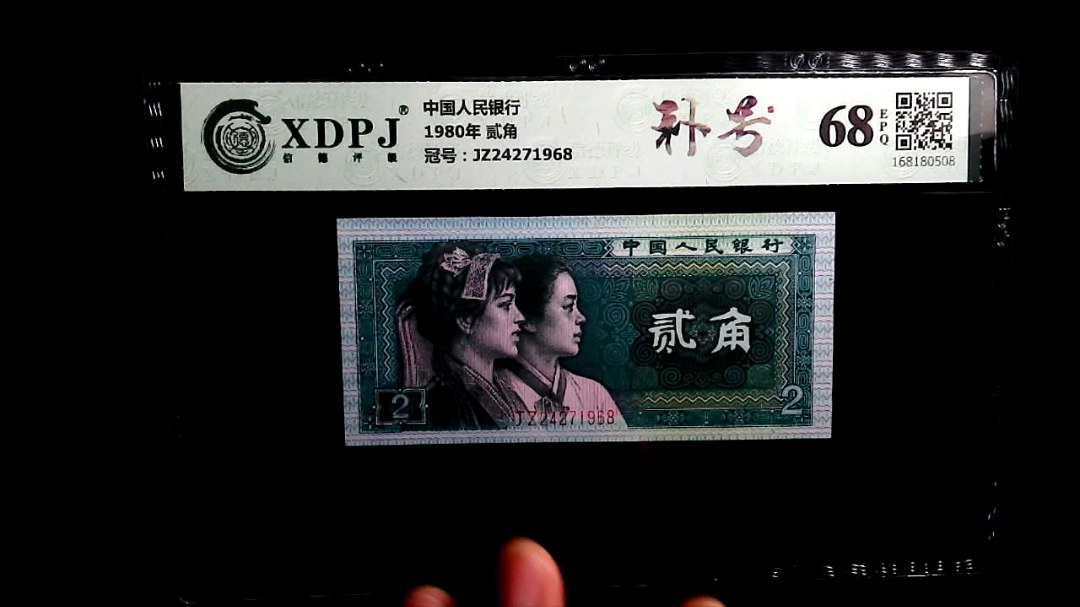 XDPJ®
信德评级
中国人民银行
1980年 贰角
冠号：JZ24271968
补号
68
EPQ
168180508
中国人民银行
贰角
2
2
JZ24271968